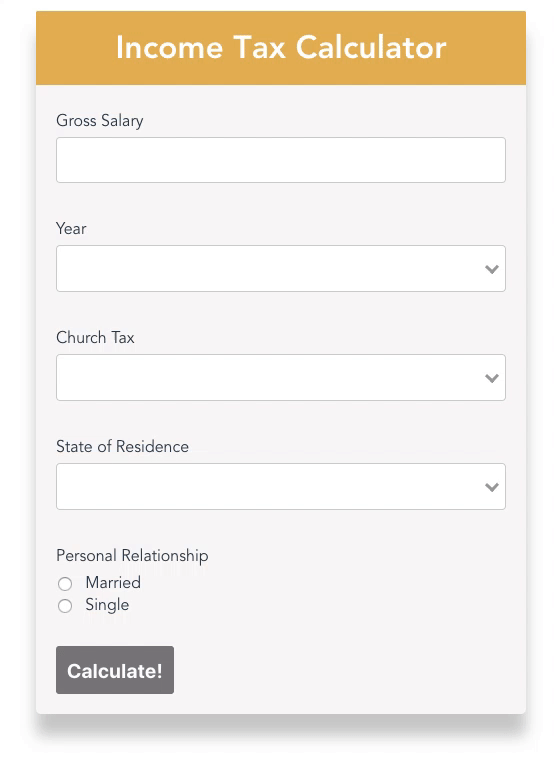 Income Tax Calculator
Gross Salary
Year
Church Tax
State of Residence
Personal Relationship
Married
Single
Calculate!